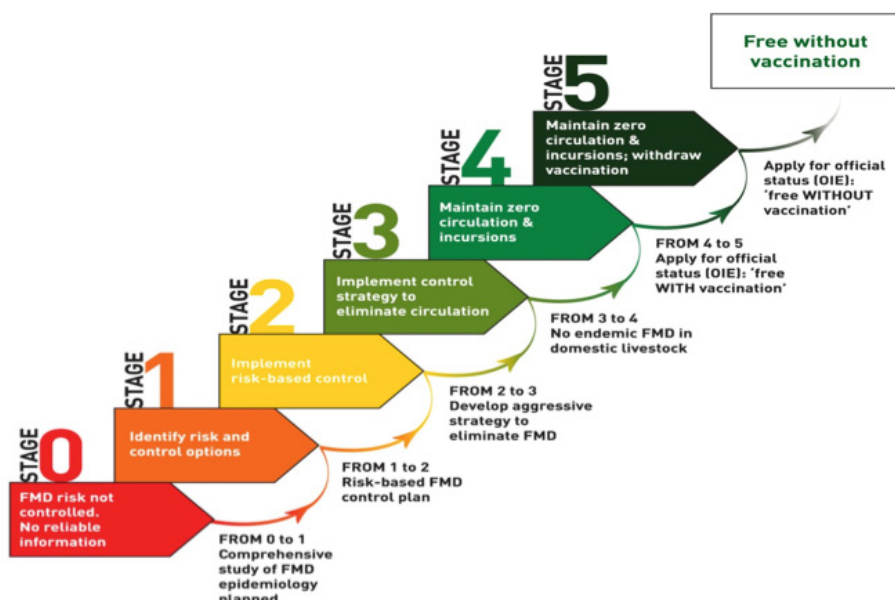 Free without
vaccination
STAGE
5
Maintain zero
circulation &
incursions; withdraw
vaccination
Apply for official
status (OIE):
‘free WITHOUT
vaccination’
STAGE
4
Maintain zero
circulation &
incursions
FROM 4 to 5
Apply for official
status (OIE): ‘free
WITH vaccination’
STAGE
3
Implement control
strategy to
eliminate circulation
FROM 3 to 4
No endemic FMD in
domestic livestock
STAGE
2
Implement
risk-based control
FROM 2 to 3
Develop aggressive
strategy to
eliminate FMD
STAGE
1
Identify risk and
control options
FROM 1 to 2
Risk-based FMD
control plan
STAGE
0
FMD risk not
controlled.
No reliable
information
FROM 0 to 1
Comprehensive
study of FMD
epidemiology
planned